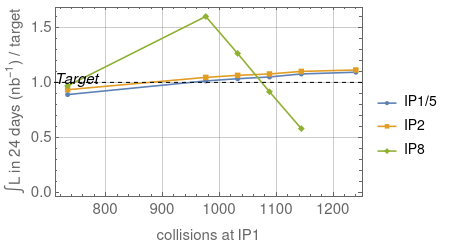 ∫L in 24 days (nb⁻¹) / target
1.5
1.0
0.5
0.0
Target
800
900
1000
1100
1200
collisions at IP1
IP1/5
IP2
IP8